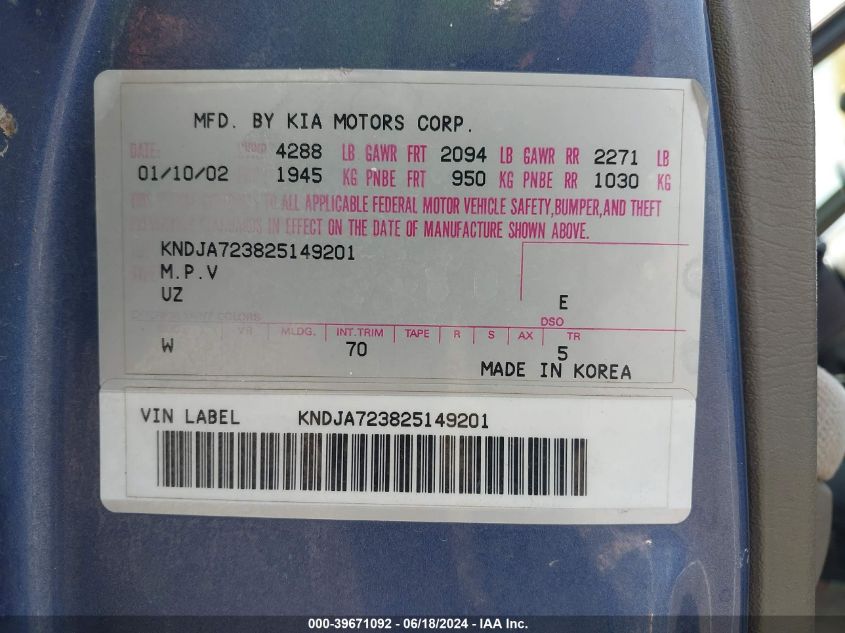 MFD. BY KIA MOTORS CORP.
DATE: 4288 LB GAWR FRT 2094 LB GAWR RR 2271 LB
01/10/02 1945 KG PNBE FRT 950 KG PNBE RR 1030 KG
TO ALL APPLICABLE FEDERAL MOTOR VEHICLE SAFETY, BUMPER, AND THEFT
IN EFFECT ON THE DATE OF MANUFACTURE SHOWN ABOVE.
KNDJA723825149201
M.P.V
UZ E
DSO
VR MLDG. INT.TRIM TAPE R S AX TR
W 70 5
MADE IN KOREA
VIN LABEL KNDJA723825149201
000-39671092 - 06/18/2024 - IAA Inc.